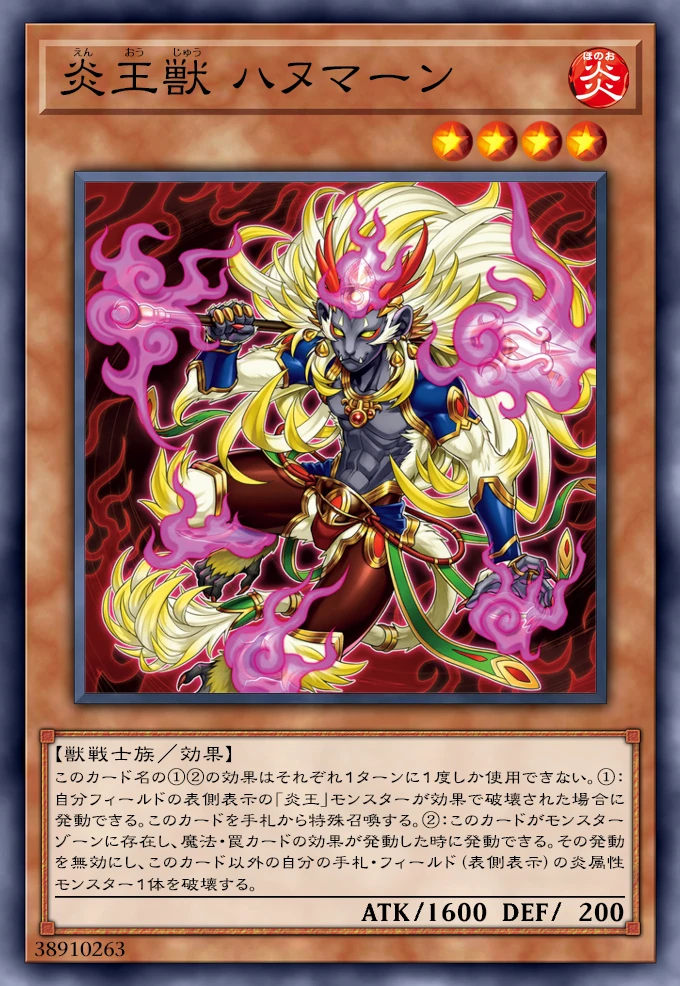 えん おう じゅう
炎王獣 ハヌマーン
ほのお
炎
【獣戦士族／効果】
このカード名の①②の効果はそれぞれ１ターンに１度しか使用できない。①：
自分フィールドの表側表示の「炎王」モンスターが効果で破壊された場合に
発動できる。このカードを手札から特殊召喚する。②：このカードがモンスター
ゾーンに存在し、魔法・罠カードの効果が発動した時に発動できる。その発動
を無効にし、このカード以外の自分の手札・フィールド（表側表示）の炎属性
モンスター１体を破壊する。
ATK/1600 DEF/ 200
38910263